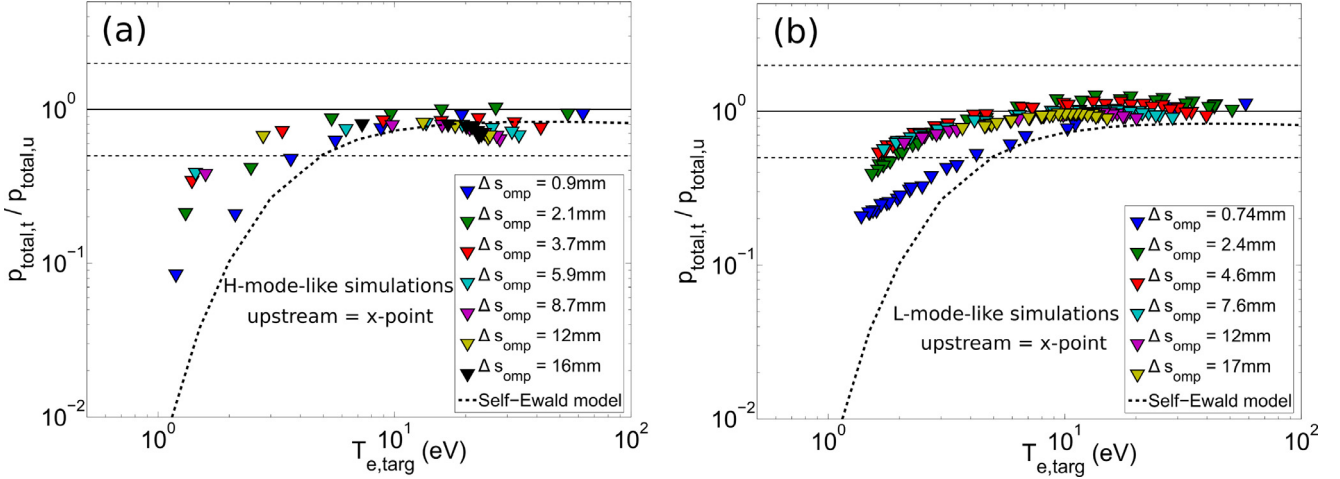 (a)
p_total,t / p_total,u
10^0
10^-1
10^-2
10^0
10^1
10^2
T_e,targ (eV)
H-mode-like simulations
upstream = x-point
Δ s_omp = 0.9mm
Δ s_omp = 2.1mm
Δ s_omp = 3.7mm
Δ s_omp = 5.9mm
Δ s_omp = 8.7mm
Δ s_omp = 12mm
Δ s_omp = 16mm
Self-Ewald model
(b)
p_total,t / p_total,u
10^0
10^-1
10^-2
10^0
10^1
10^2
T_e,targ (eV)
L-mode-like simulations
upstream = x-point
Δ s_omp = 0.74mm
Δ s_omp = 2.4mm
Δ s_omp = 4.6mm
Δ s_omp = 7.6mm
Δ s_omp = 12mm
Δ s_omp = 17mm
Self-Ewald model